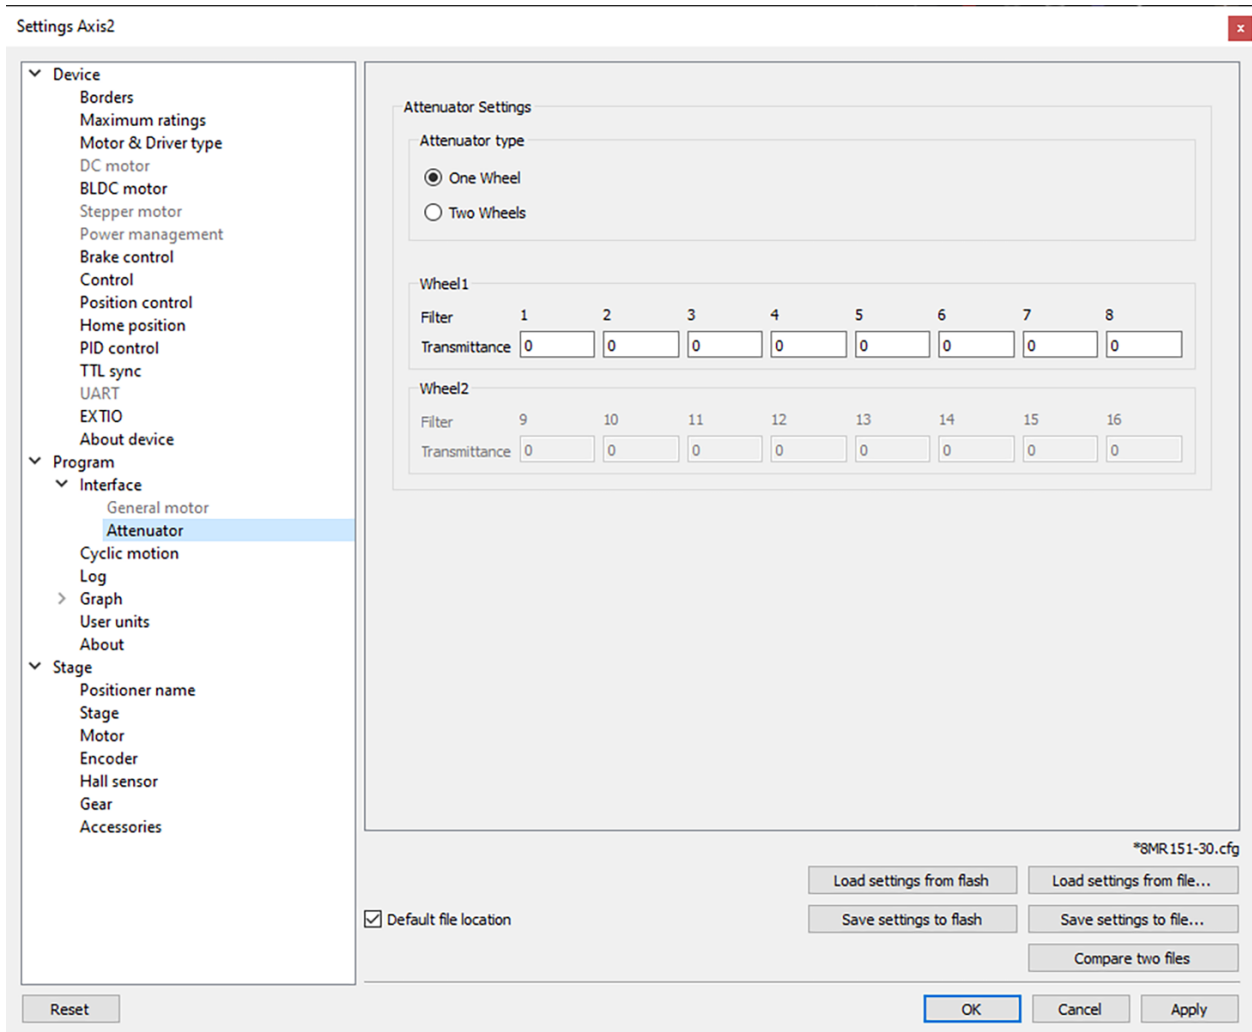 Settings Axis2
x
Device
Borders
Maximum ratings
Motor & Driver type
DC motor
BLDC motor
Stepper motor
Power management
Brake control
Control
Position control
Home position
PID control
TTL sync
UART
EXTIO
About device
Program
Interface
General motor
Attenuator
Cyclic motion
Log
Graph
User units
About
Stage
Positioner name
Stage
Motor
Encoder
Hall sensor
Gear
Accessories
Attenuator Settings
Attenuator type
One Wheel
Two Wheels
Wheel1
Filter 1 2 3 4 5 6 7 8
Transmittance 0 0 0 0 0 0 0 0
Wheel2
Filter 9 10 11 12 13 14 15 16
Transmittance 0 0 0 0 0 0 0 0
*8MR151-30.cfg
Load settings from flash Load settings from file...
Default file location Save settings to flash Save settings to file...
Compare two files
Reset OK Cancel Apply